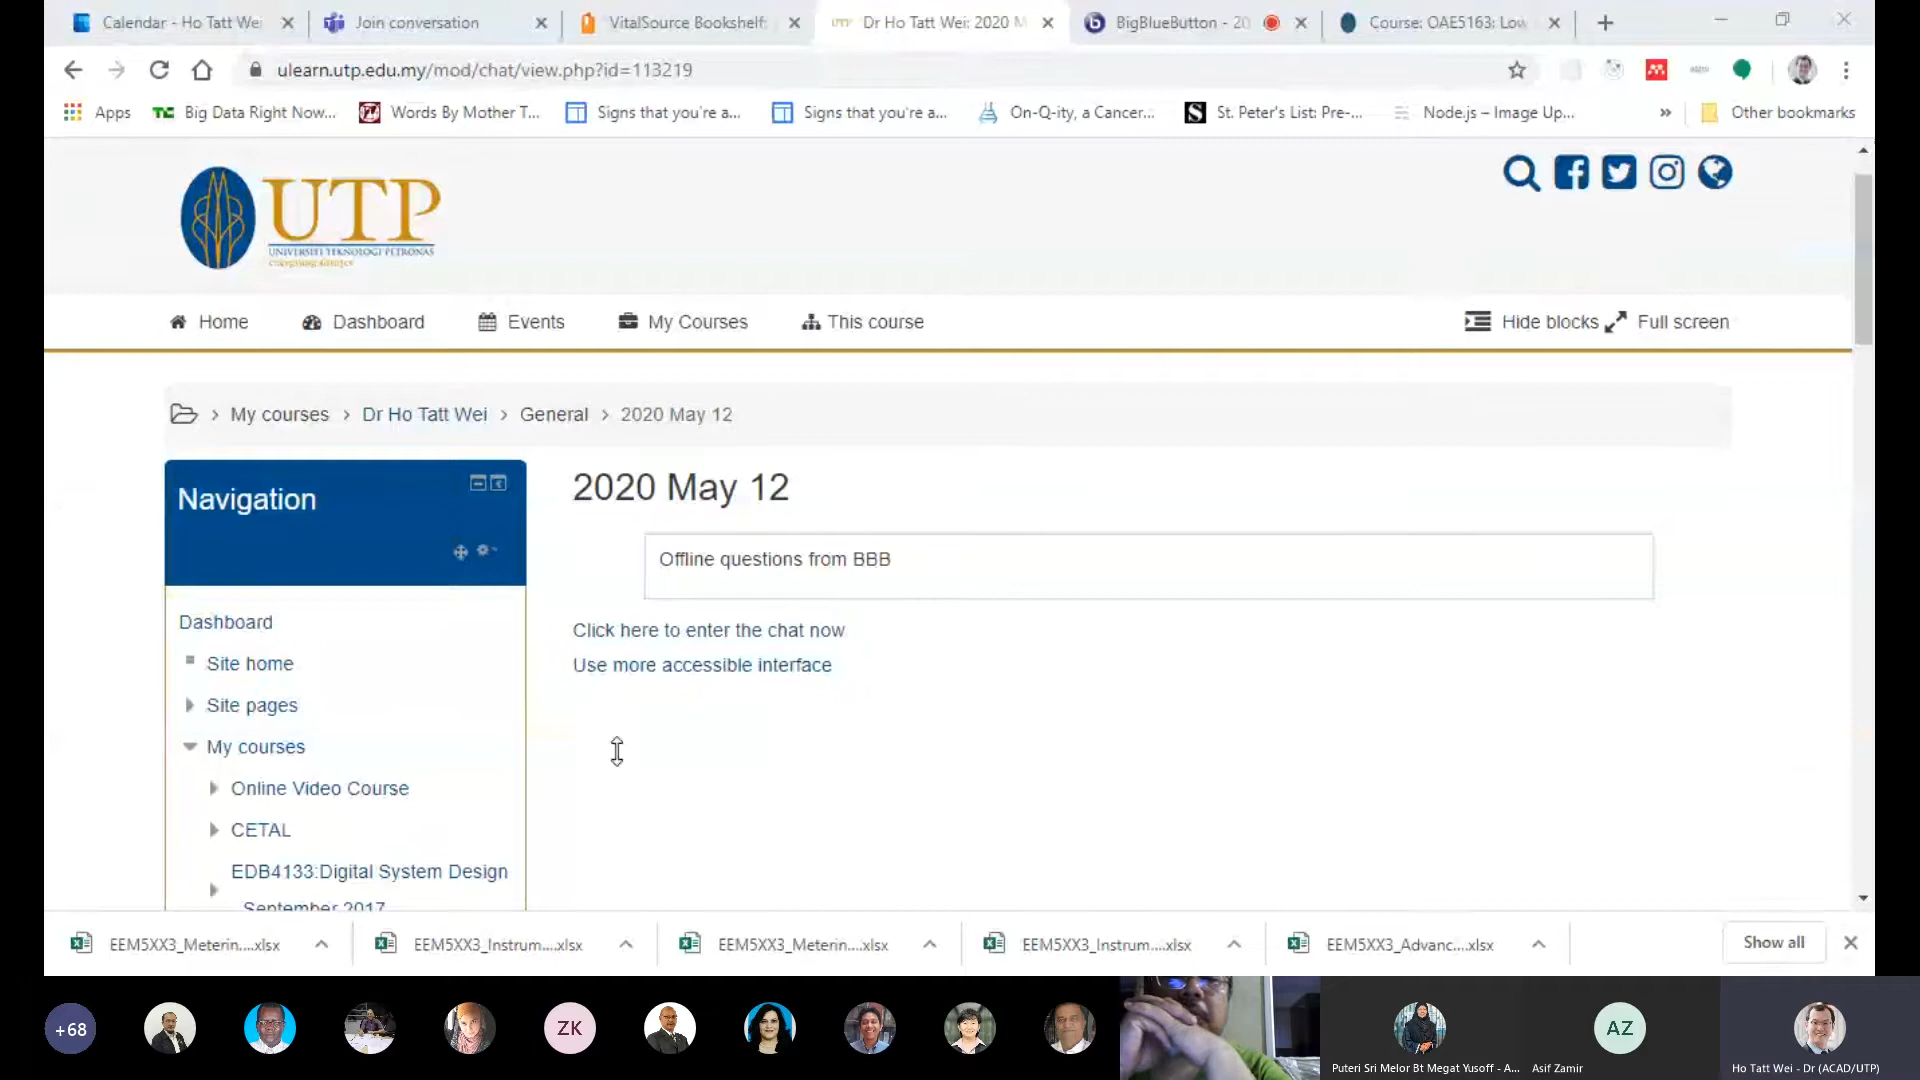 Calendar - Ho Tatt We
Join conversation
VitalSource Bookshelf:
Dr Ho Tatt Wei: 2020 M
BigBlueButton - 20
Course: OAE5163: Low
ulearn.utp.edu.my/mod/chat/view.php?id=113219
Apps
Big Data Right Now...
Words By Mother T...
Signs that you're a...
Signs that you're a...
On-Q-ity, a Cancer...
St. Peter's List: Pre-...
Node.js – Image Up...
»
Other bookmarks
UTP
UNIVERSITI TEKNOLOGI PETRONAS
Home
Dashboard
Events
My Courses
This course
Hide blocks
Full screen
› My courses › Dr Ho Tatt Wei › General › 2020 May 12
Navigation
2020 May 12
Offline questions from BBB
Click here to enter the chat now
Use more accessible interface
Dashboard
Site home
Site pages
My courses
Online Video Course
CETAL
EDB4133:Digital System Design
September 2017
EEM5XX3_Meterin....xlsx
EEM5XX3_Instrum....xlsx
EEM5XX3_Meterin....xlsx
EEM5XX3_Instrum....xlsx
EEM5XX3_Advanc....xlsx
Show all
+68
ZK
AZ
Puteri Sri Melor Bt Megat Yusoff - A...
Asif Zamir
Ho Tatt Wei - Dr (ACAD/UTP)